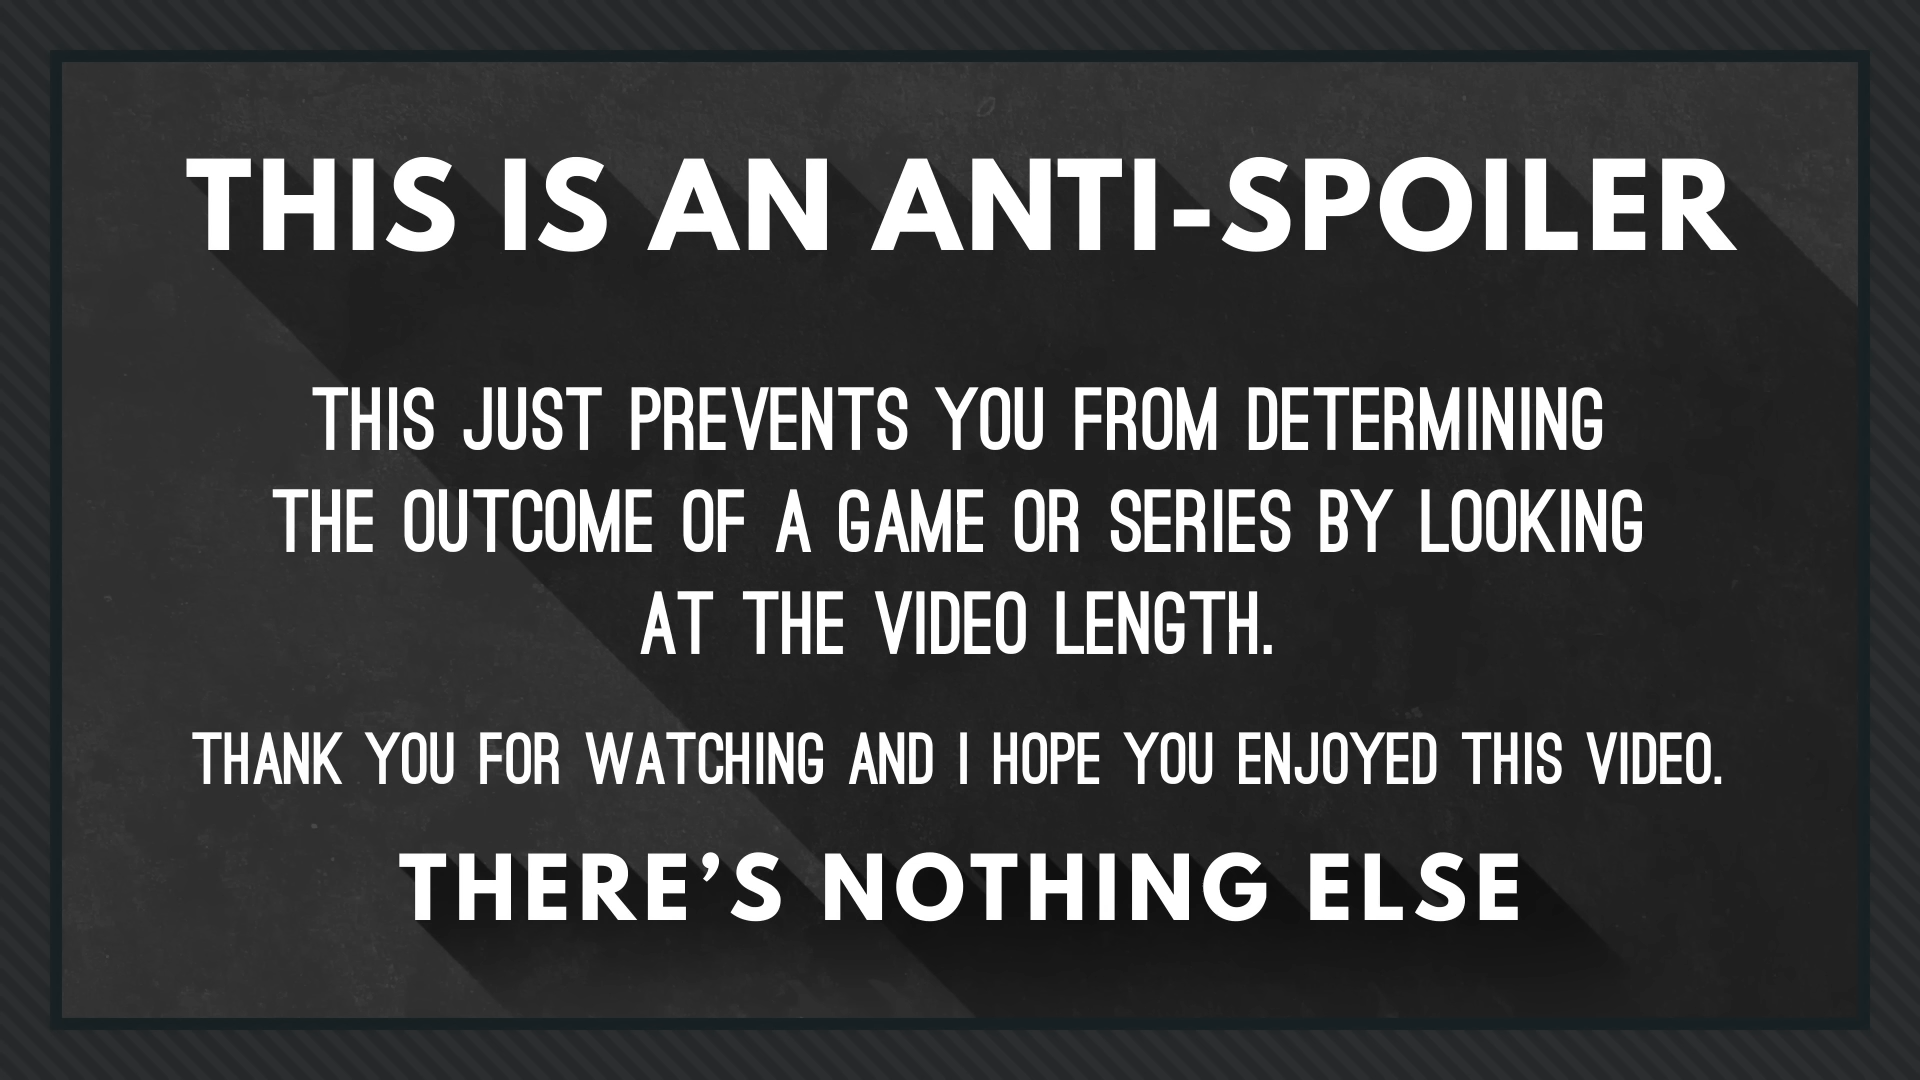 THIS IS AN ANTI-SPOILER
THIS JUST PREVENTS YOU FROM DETERMINING
THE OUTCOME OF A GAME OR SERIES BY LOOKING
AT THE VIDEO LENGTH.
THANK YOU FOR WATCHING AND I HOPE YOU ENJOYED THIS VIDEO.
THERE’S NOTHING ELSE